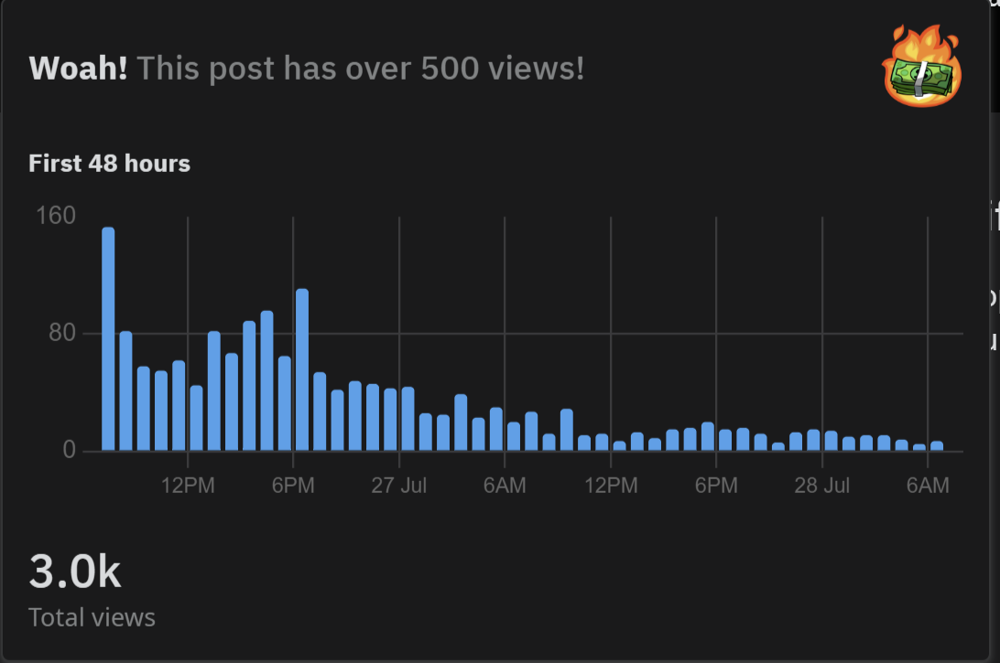 Woah! This post has over 500 views!
First 48 hours
160
80
0
12PM 6PM 27 Jul 6AM 12PM 6PM 28 Jul 6AM
3.0k
Total views